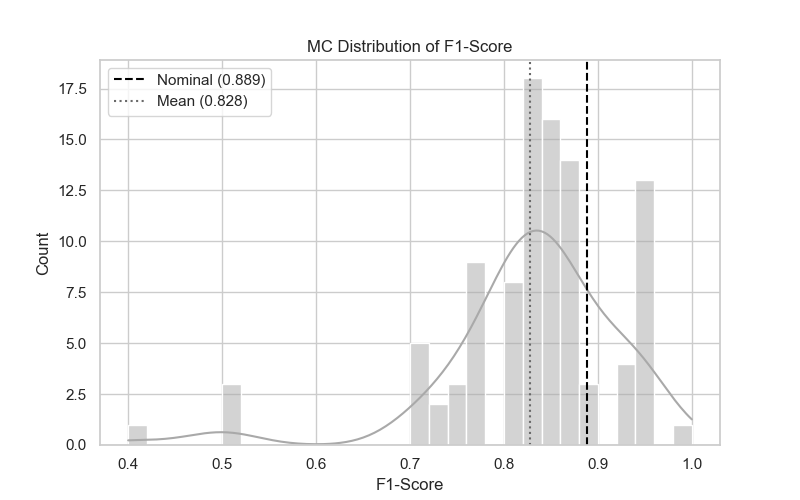 MC Distribution of F1-Score
Nominal (0.889)
Mean (0.828)
17.5
15.0
12.5
10.0
7.5
5.0
2.5
0.0
Count
0.4 0.5 0.6 0.7 0.8 0.9 1.0
F1-Score